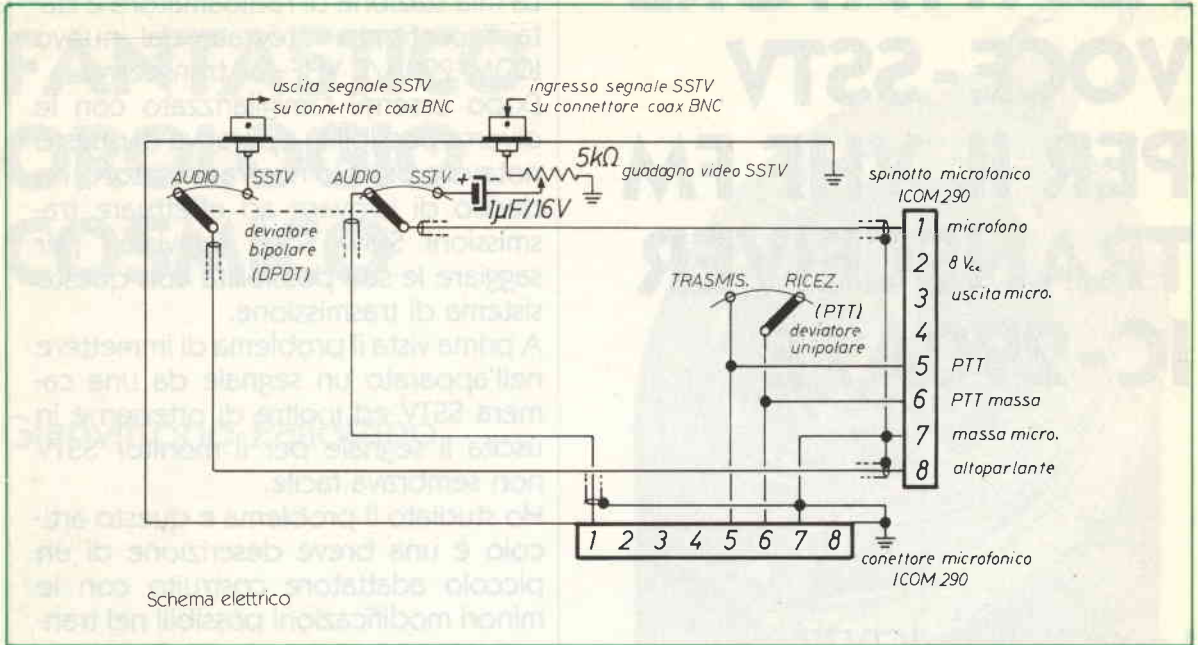 uscita segnale SSTV
su connettore coax BNC
ingresso segnale SSTV
su connettore coax BNC
5kΩ
guadagno video SSTV
AUDIO
SSTV
AUDIO
SSTV
+
1μF/16V
deviatore
bipolare
(DPDT)
spinotto microfonico
ICOM 290
1 microfono
2 8 Vcc
3 uscita micro.
4
5 PTT
6 PTT massa
7 massa micro.
8 altoparlante
TRASMIS.
RICEZ.
(PTT)
deviatore
unipolare
1 2 3 4 5 6 7 8
conettore microfonico
ICOM 290
Schema elettrico